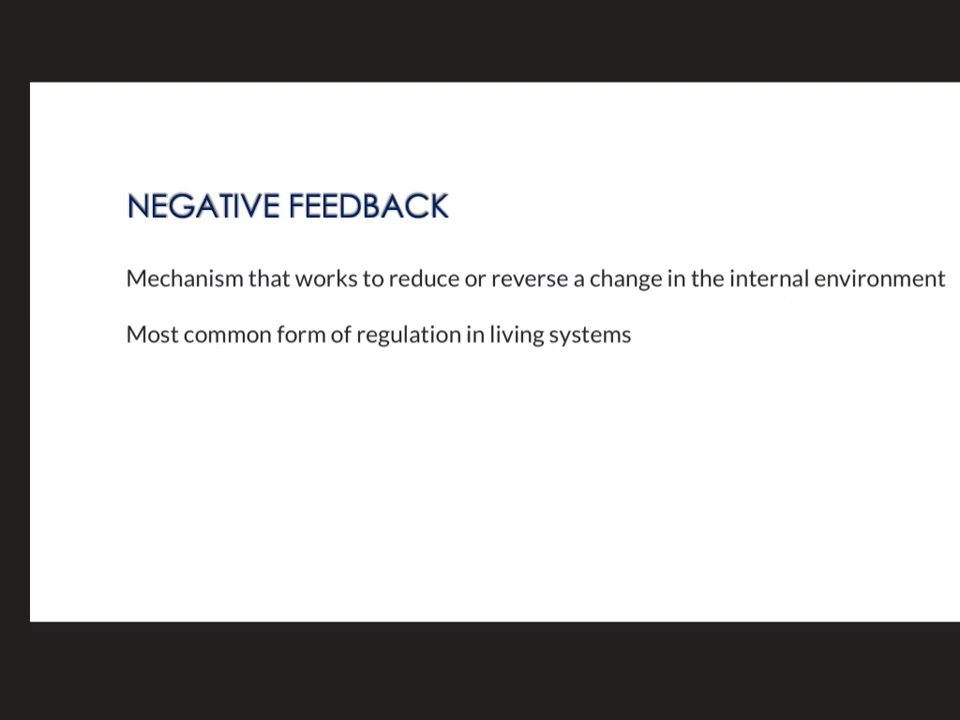 NEGATIVE FEEDBACK
Mechanism that works to reduce or reverse a change in the internal environment
Most common form of regulation in living systems